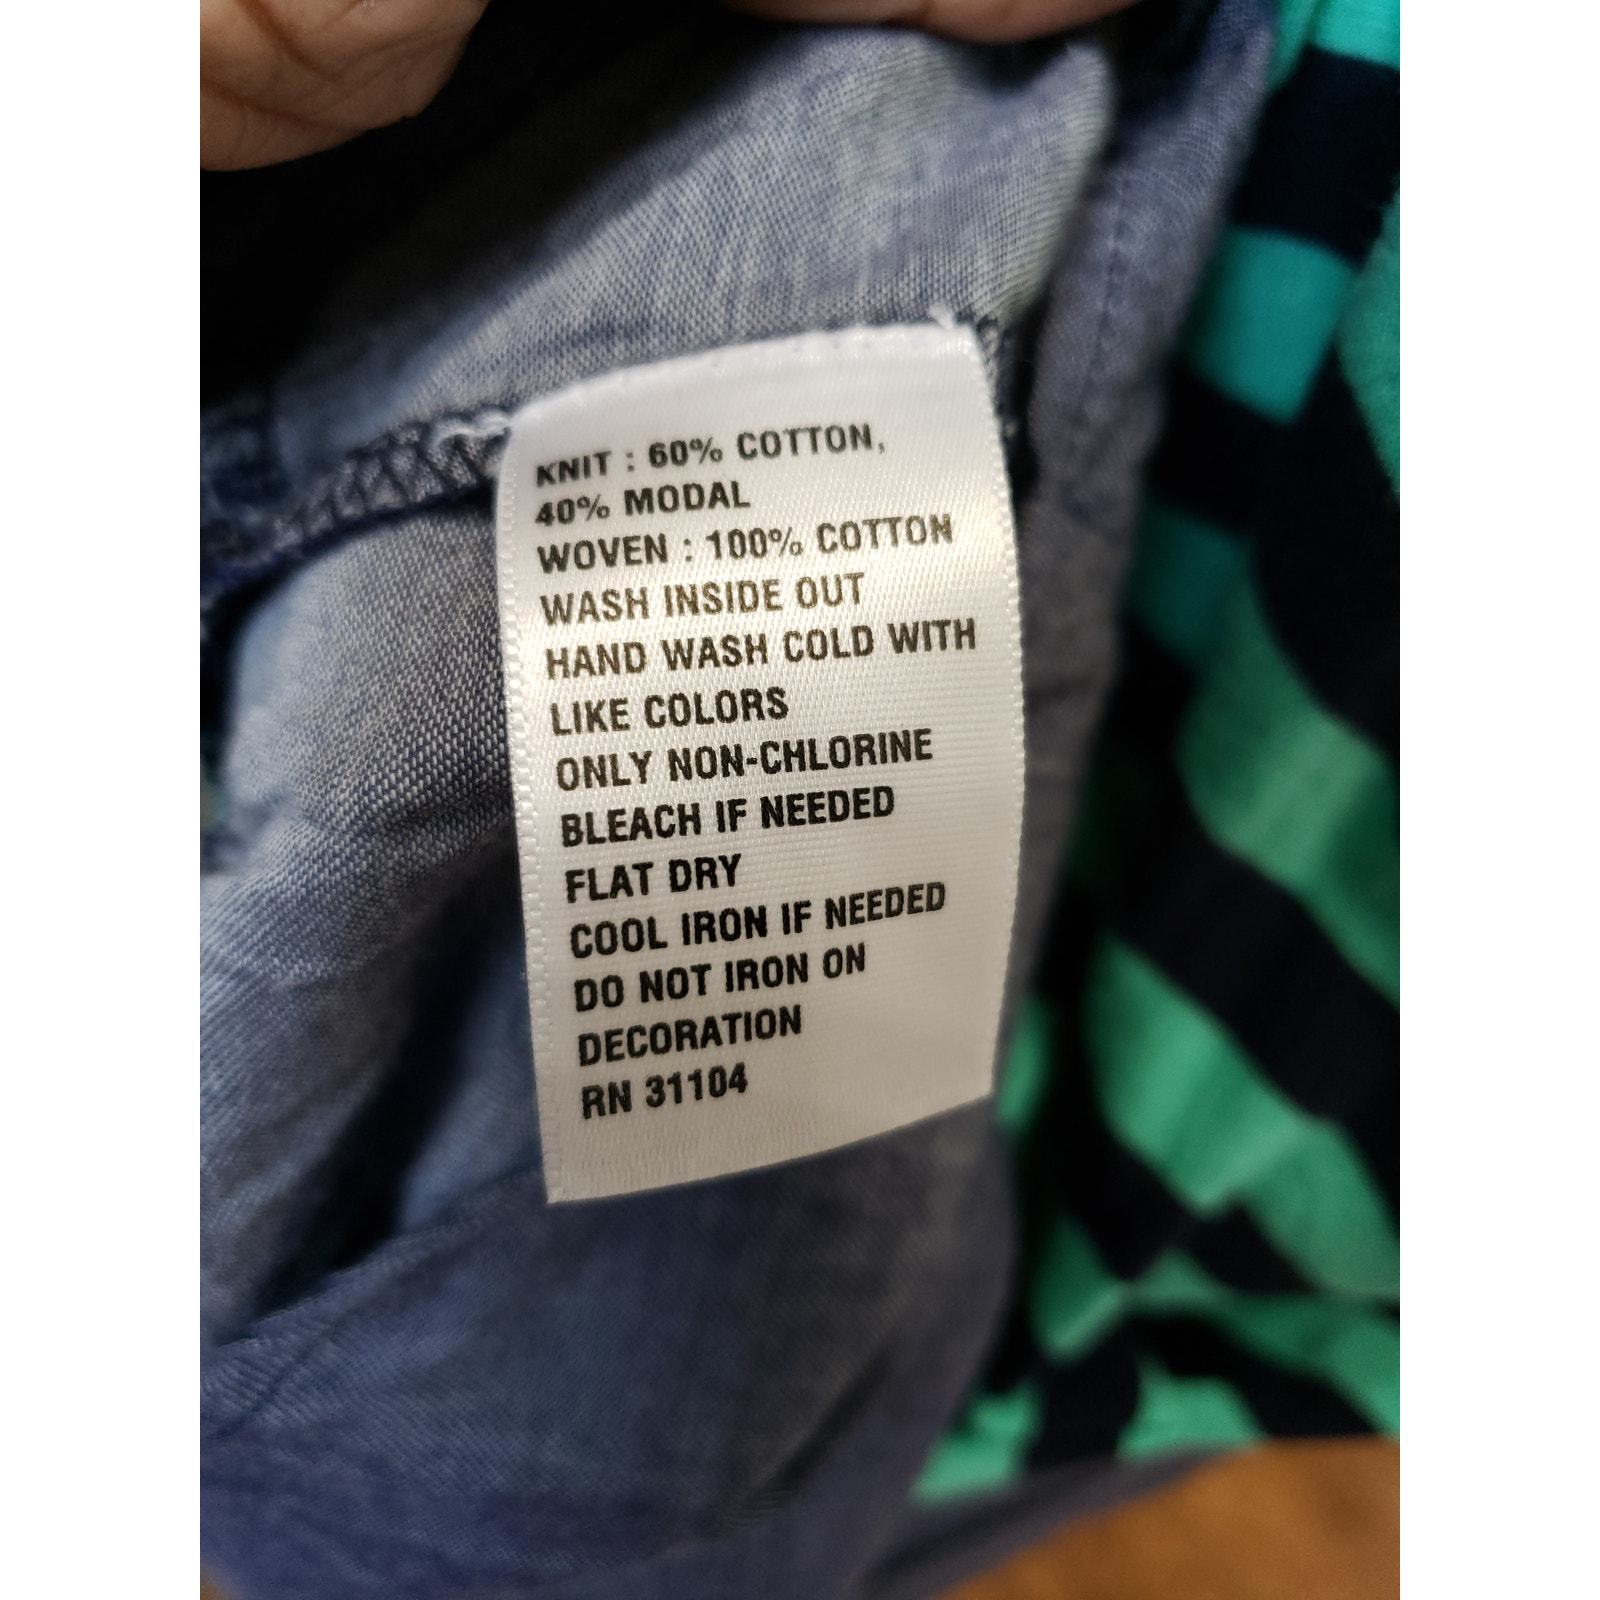 KNIT : 60% COTTON,
40% MODAL
WOVEN : 100% COTTON
WASH INSIDE OUT
HAND WASH COLD WITH
LIKE COLORS
ONLY NON-CHLORINE
BLEACH IF NEEDED
FLAT DRY
COOL IRON IF NEEDED
DO NOT IRON ON
DECORATION
RN 31104